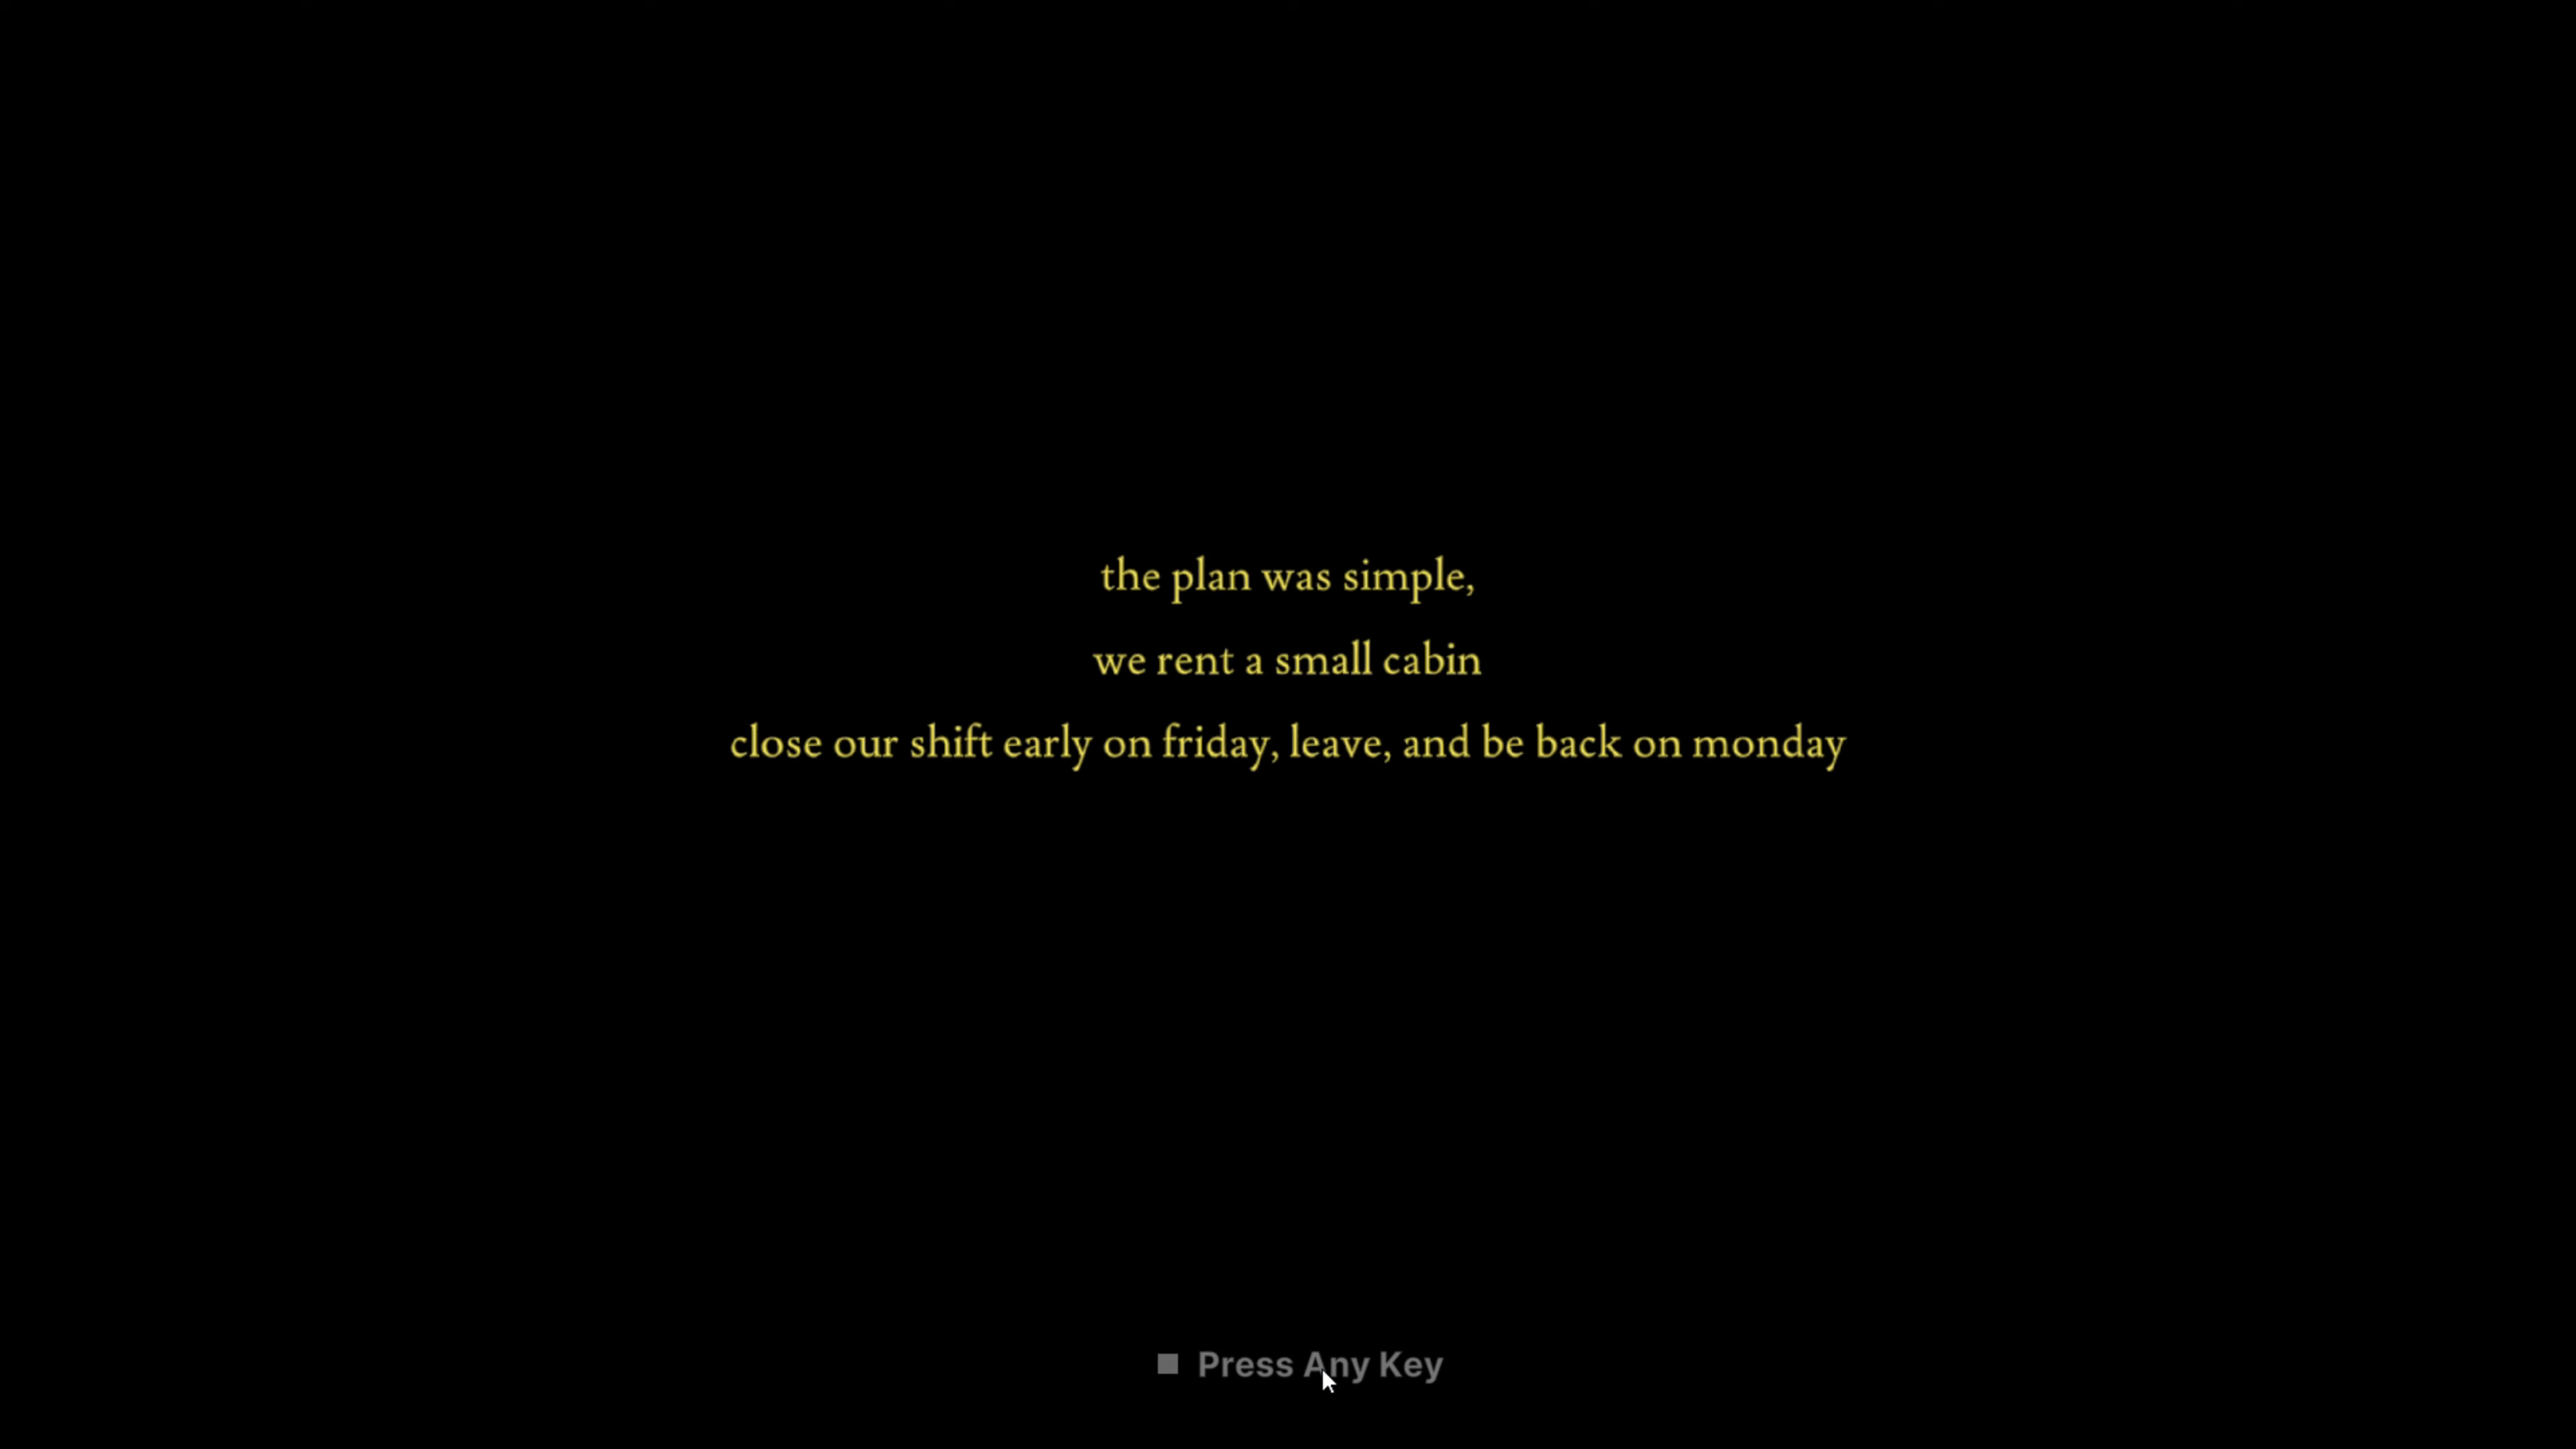 the plan was simple,
we rent a small cabin
close our shift early on friday, leave, and be back on monday
Press Any Key